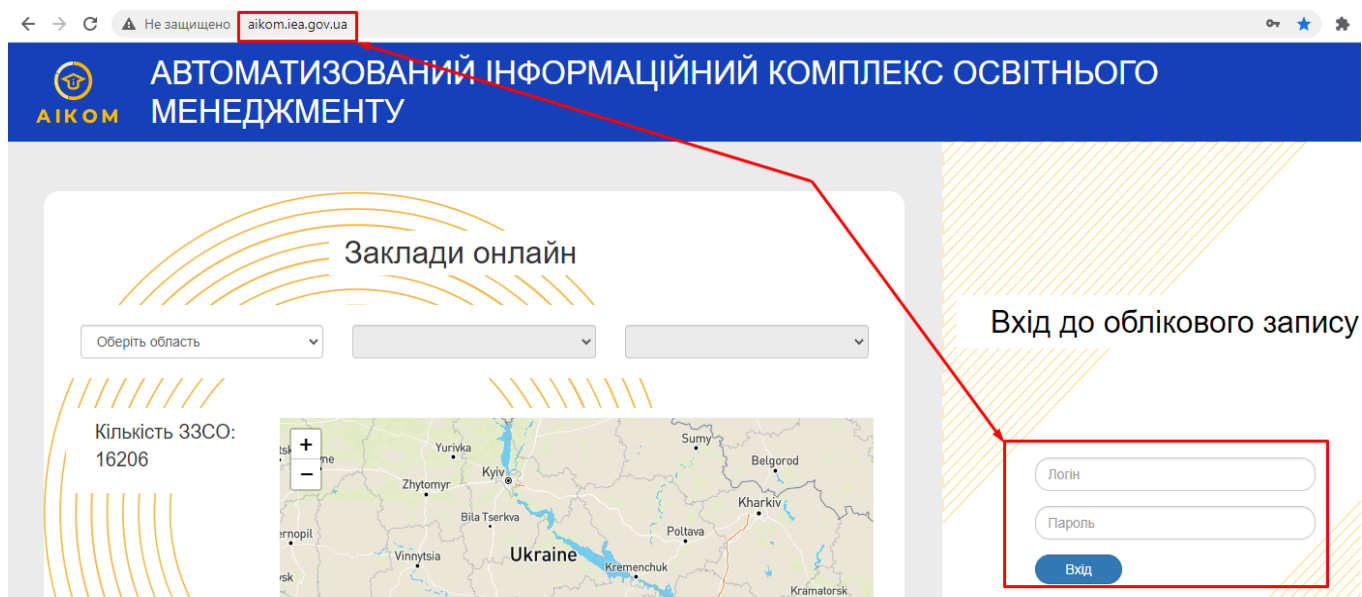 Не защищено
aikom.iea.gov.ua
АІКОМ
АВТОМАТИЗОВАНИЙ ІНФОРМАЦІЙНИЙ КОМПЛЕКС ОСВІТНЬОГО
МЕНЕДЖМЕНТУ
Заклади онлайн
Оберіть область
Кількість ЗЗСО:
16206
+
−
Yurivka
Sumy
Belgorod
Kyiv
Zhytomyr
Kharkiv
Bila Tserkva
Poltava
Vinnytsia
Ukraine
Kremenchuk
Kramatorsk
Вхід до облікового запису
Логін
Пароль
Вхід